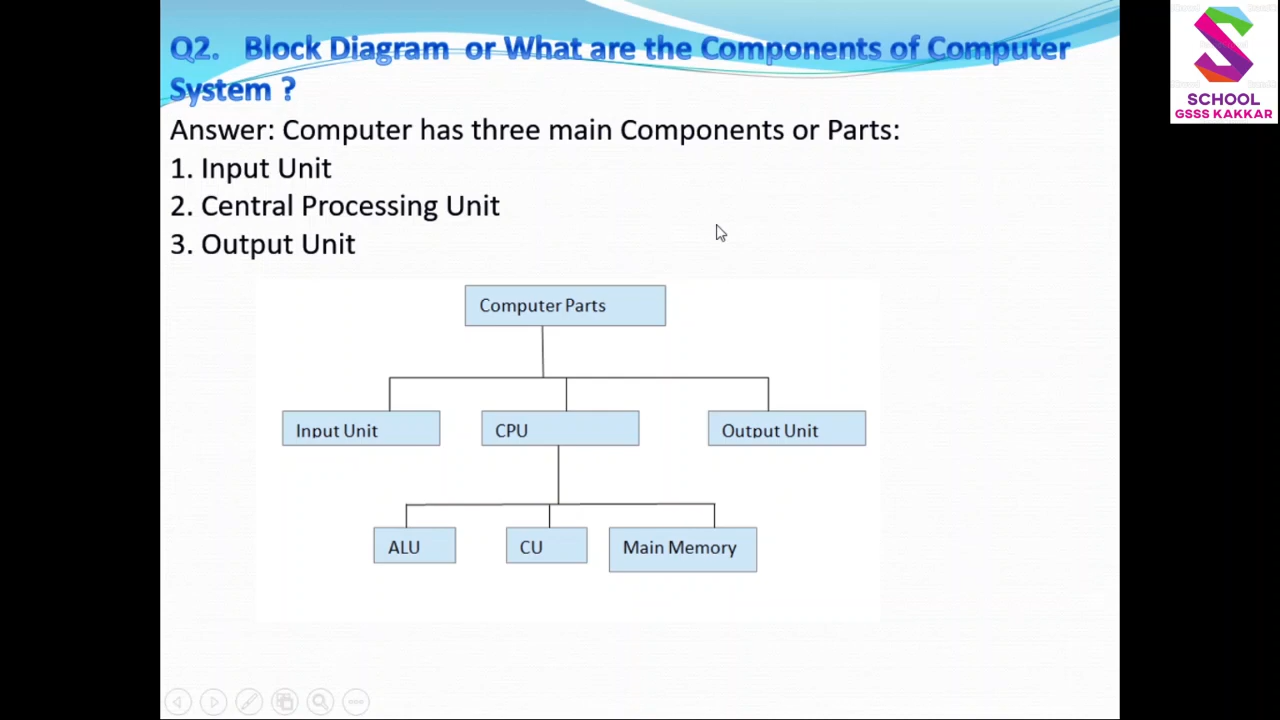 Q2. Block Diagram or What are the Components of Computer
System ?
Answer: Computer has three main Components or Parts:
1. Input Unit
2. Central Processing Unit
3. Output Unit
Computer Parts
Input Unit
CPU
Output Unit
ALU
CU
Main Memory
SCHOOL
GSSS KAKKAR